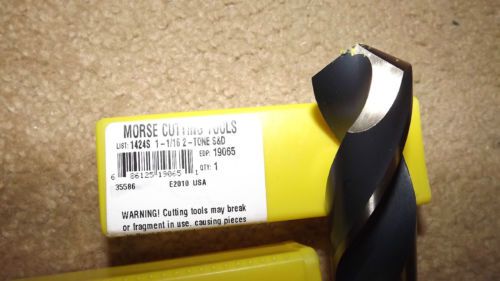 MORSE CUTTING TOOLS
LIST: 1424S 1-1/16 2-TONE S&D
EDP: 19065
QTY: 1
6 86125 19065 1
35586 E2010 USA
WARNING! Cutting tools may break
or fragment in use, causing pieces